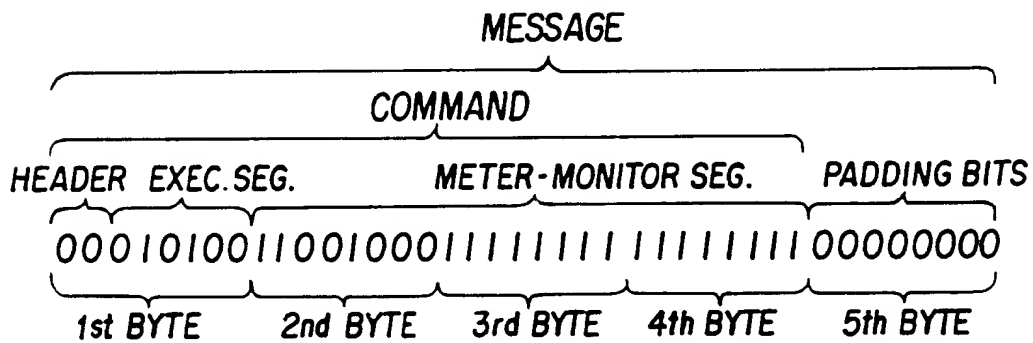 MESSAGE
COMMAND
HEADER EXEC. SEG. METER-MONITOR SEG. PADDING BITS
0001010011001000111111111111111100000000
1st BYTE 2nd BYTE 3rd BYTE 4th BYTE 5th BYTE